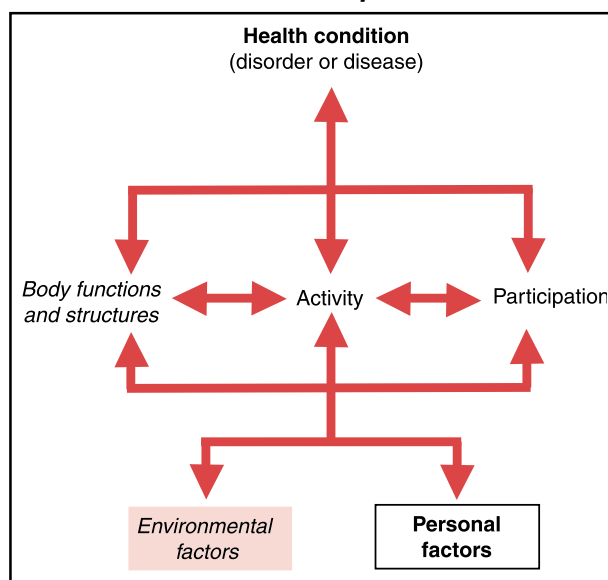 Health condition
(disorder or disease)
Body functions
and structures
Activity
Participation
Environmental
factors
Personal
factors